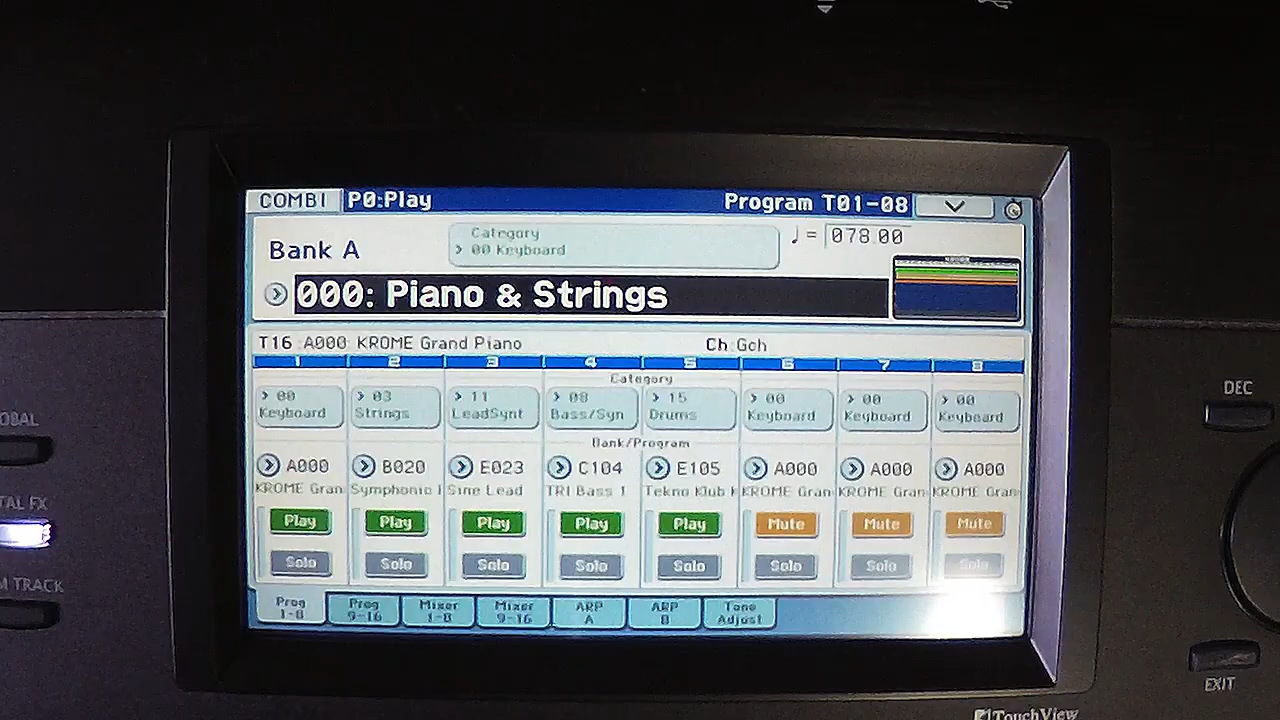 COMBI P0:Play Program T01-08
Category
Bank A > 00 Keyboard ♩= 078.00
000: Piano & Strings
T16 A000: KROME Grand Piano Ch:Gch
1 2 3 4 5 6 7 8
Category
> 00 > 03 > 11 > 08 > 15 > 00 > 00 > 00
Keyboard Strings LeadSynt Bass/Syn Drums Keyboard Keyboard Keyboard
Bank/Program
A000 B020 E023 C104 E105 A000 A000 A000
KROME Gran Symphonic Sine Lead TRI Bass 1 Tekno Klub K KROME Gran KROME Gran KROME Gran
Play Play Play Play Play Mute Mute Mute
Solo Solo Solo Solo Solo Solo Solo Solo
Prog 1-8 Prog 9-16 Mixer 1-8 Mixer 9-16 ARP A ARP B Tone Adjust
OBAL
TAL FX
M TRACK
DEC
EXIT
TouchView